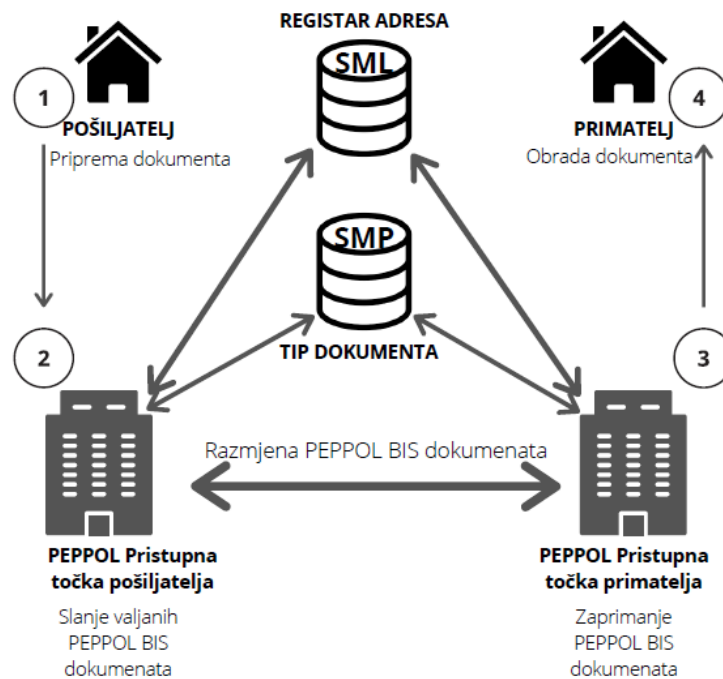 REGISTAR ADRESA
SML
1
4
POŠILJATELJ
Priprema dokumenta
PRIMATELJ
Obrada dokumenta
SMP
TIP DOKUMENTA
2
3
Razmjena PEPPOL BIS dokumenata
PEPPOL Pristupna
točka pošiljatelja
Slanje valjanih
PEPPOL BIS
dokumenata
PEPPOL Pristupna
točka primatelja
Zaprimanje
PEPPOL BIS
dokumenata